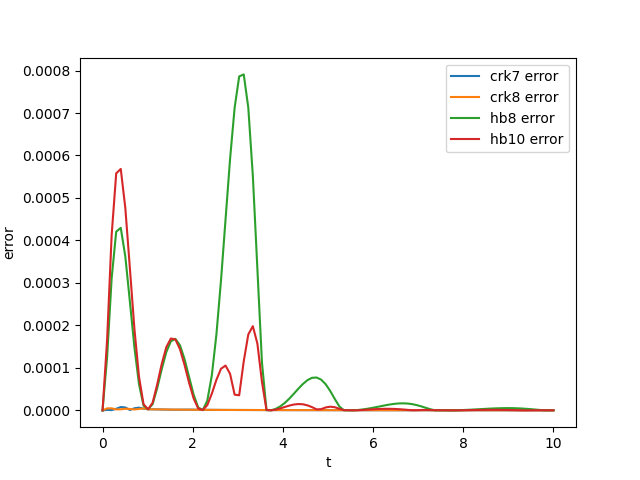 0.0008
0.0007
0.0006
0.0005
0.0004
0.0003
0.0002
0.0001
0.0000
error
0 2 4 6 8 10
t
crk7 error
crk8 error
hb8 error
hb10 error